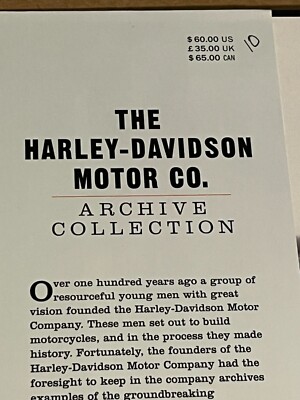 $60.00 US
£35.00 UK
$65.00 CAN
10
THE
HARLEY-DAVIDSON
MOTOR CO.
ARCHIVE
COLLECTION
Over one hundred years ago a group of
resourceful young men with great
vision founded the Harley-Davidson Motor
Company. These men set out to build
motorcycles, and in the process they made
history. Fortunately, the founders of the
Harley-Davidson Motor Company had the
foresight to keep in the company archives
examples of the groundbreaking